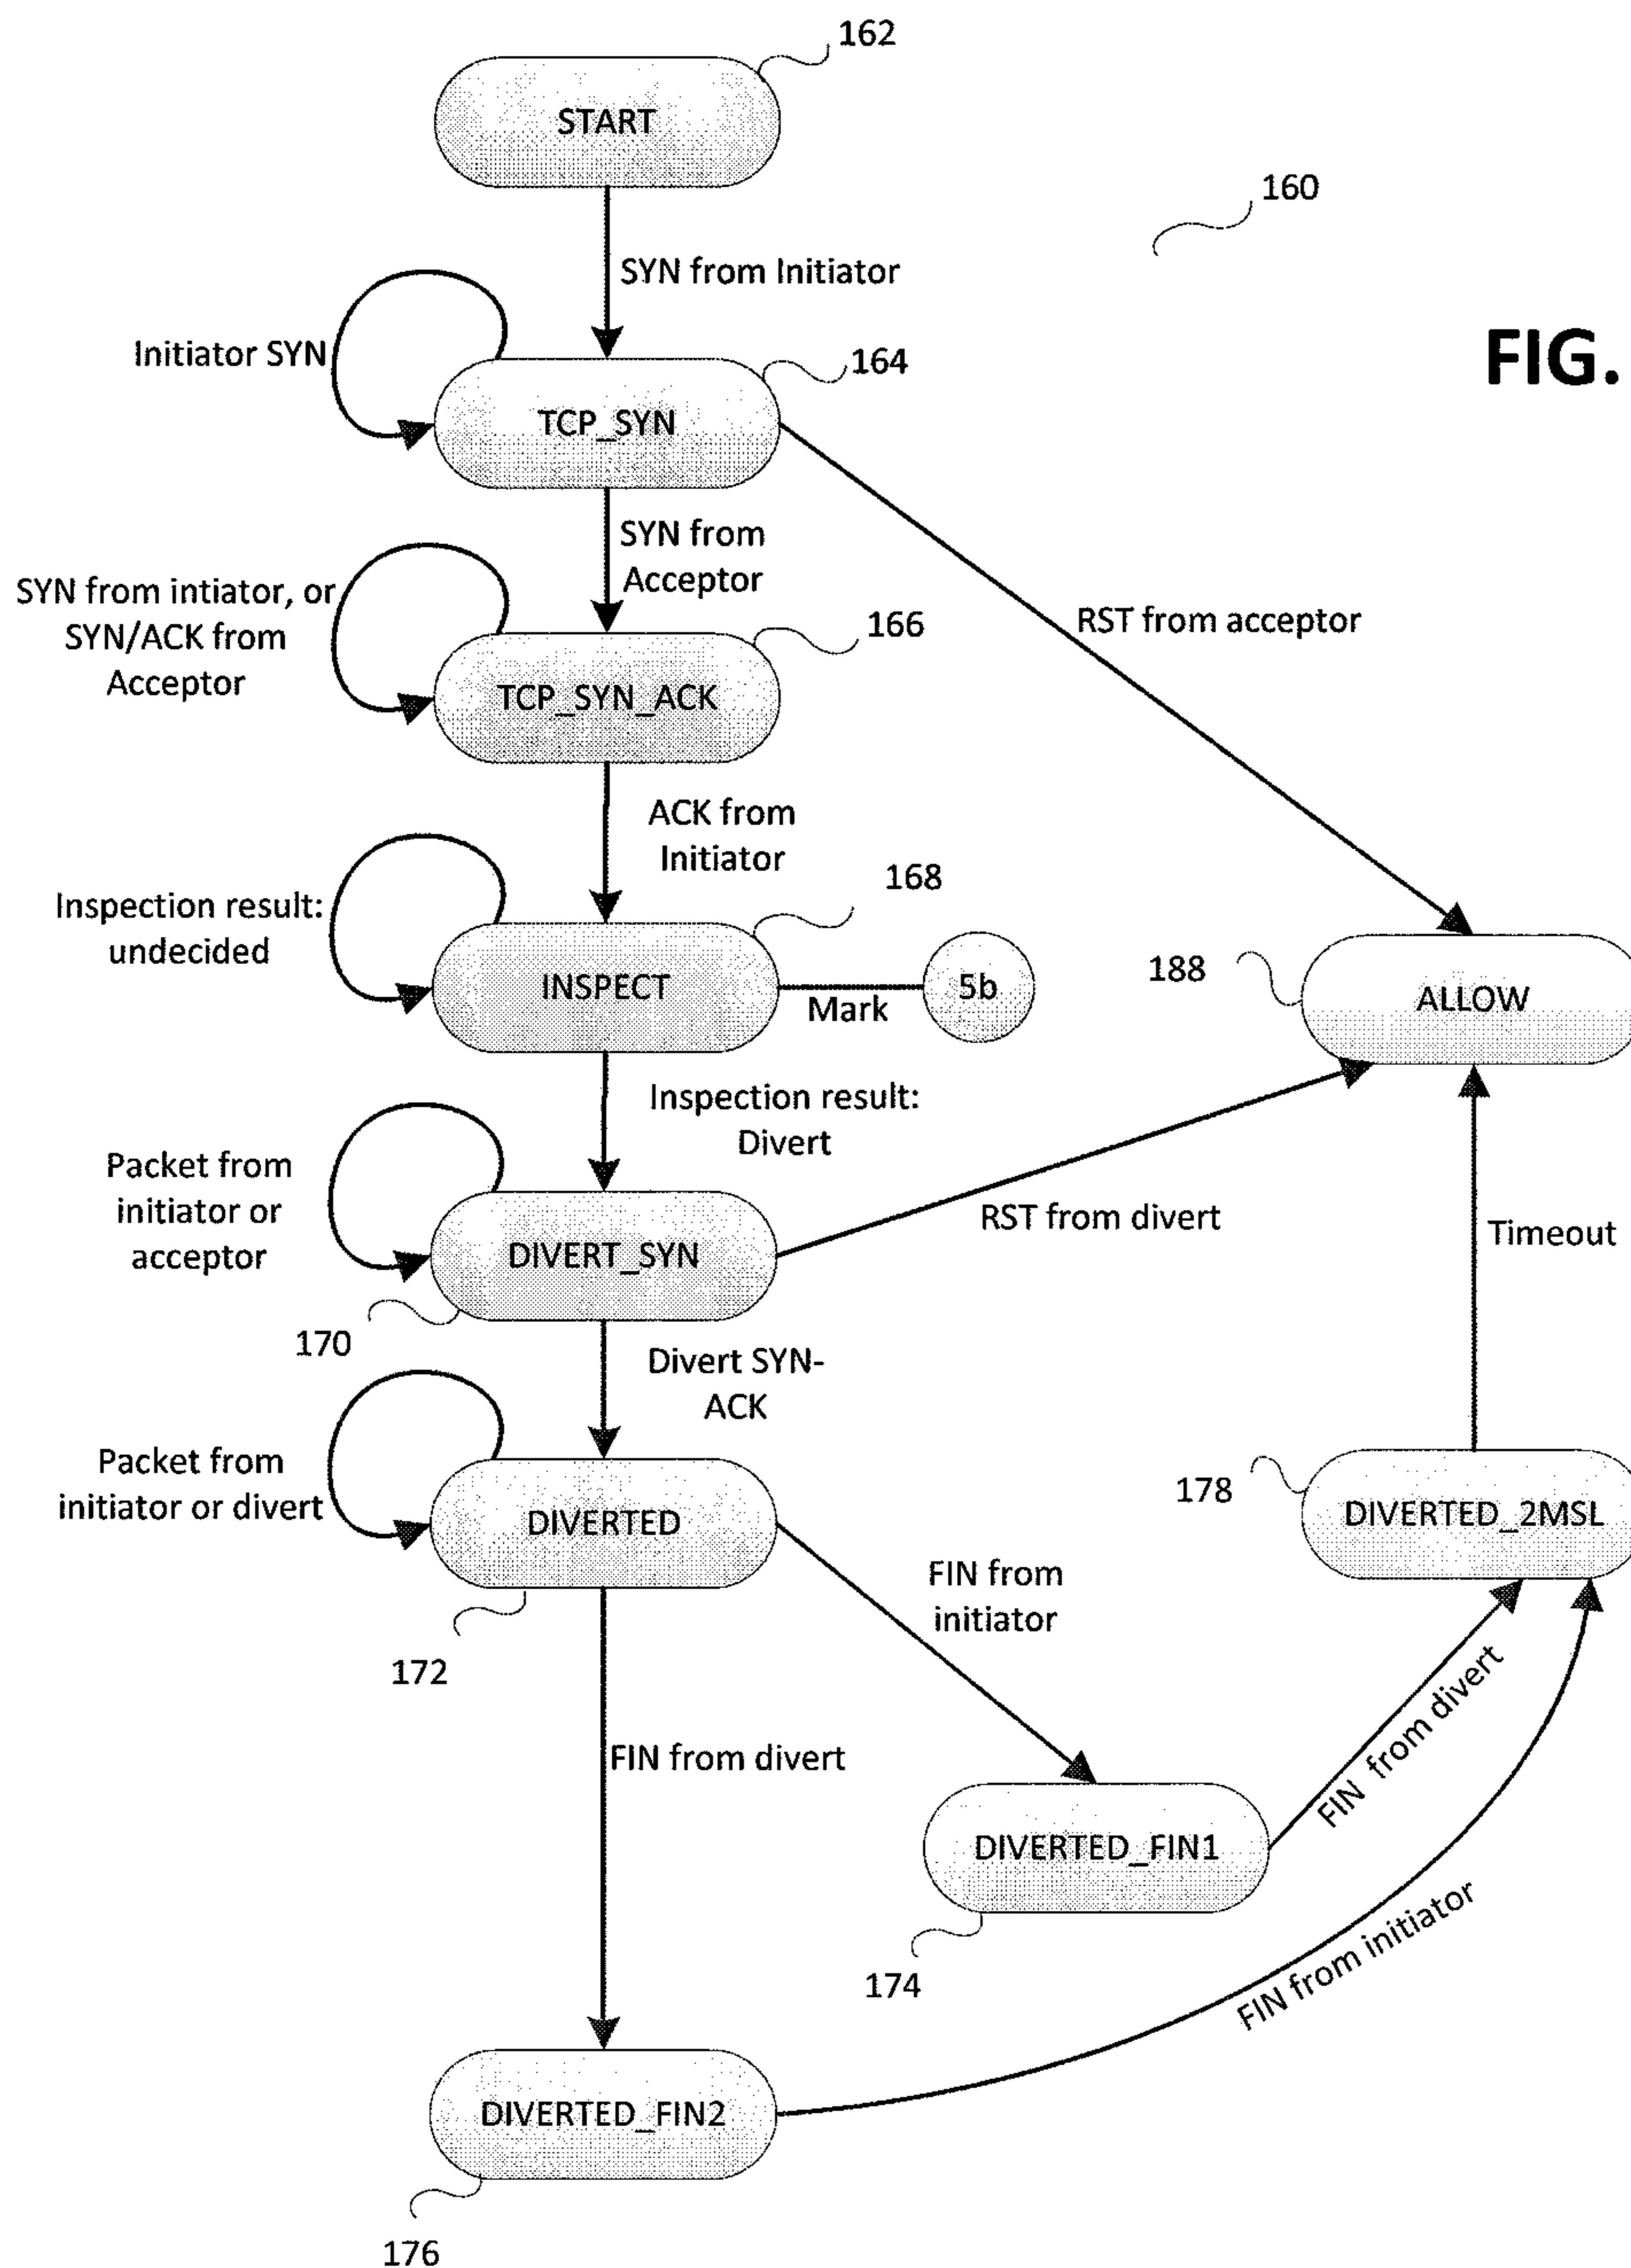 162
START
160
SYN from Initiator
FIG.
Initiator SYN
164
TCP_SYN
SYN from
Acceptor
SYN from intiator, or
SYN/ACK from
Acceptor
166
RST from acceptor
TCP_SYN_ACK
ACK from
Initiator
168
Inspection result:
undecided
INSPECT
Mark
5b
188
ALLOW
Inspection result:
Divert
Packet from
initiator or
acceptor
RST from divert
Timeout
DIVERT_SYN
170
Divert SYN-
ACK
Packet from
initiator or divert
178
DIVERTED
DIVERTED_2MSL
FIN from
initiator
172
FIN from divert
FIN from divert
DIVERTED_FIN1
174
FIN from initiator
DIVERTED_FIN2
176